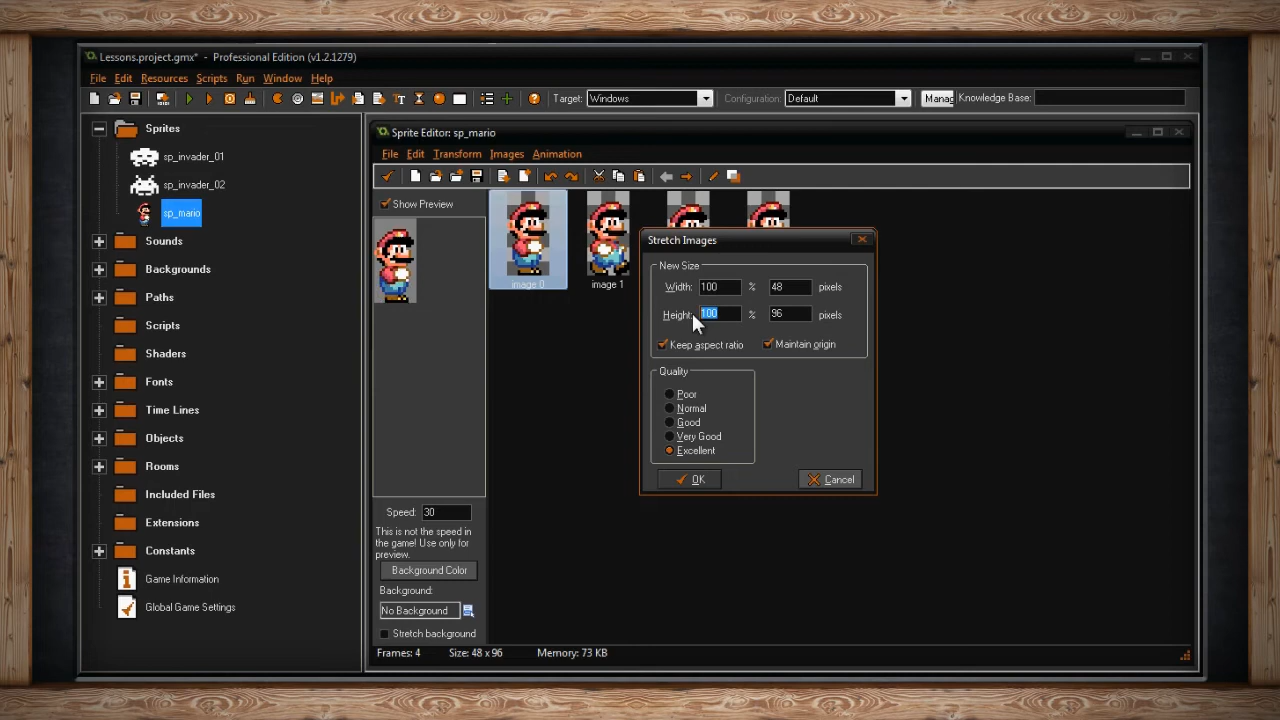 Lessons.project.gmx* - Professional Edition (v1.2.1279)
File Edit Resources Scripts Run Window Help
Target: Windows Configuration: Default Manag Knowledge Base:
Sprites
sp_invader_01
sp_invader_02
sp_mario
Sounds
Backgrounds
Paths
Scripts
Shaders
Fonts
Time Lines
Objects
Rooms
Included Files
Extensions
Constants
Game Information
Global Game Settings
Sprite Editor: sp_mario
File Edit Transform Images Animation
Show Preview
image 0
image 1
Speed: 30
This is not the speed in
the game! Use only for
preview.
Background Color
Background:
No Background
Stretch background
Frames: 4 Size: 48 x 96 Memory: 73 KB
Stretch Images
New Size
Width: 100 % 48 pixels
Height: 100 % 96 pixels
Keep aspect ratio Maintain origin
Quality
Poor
Normal
Good
Very Good
Excellent
OK Cancel